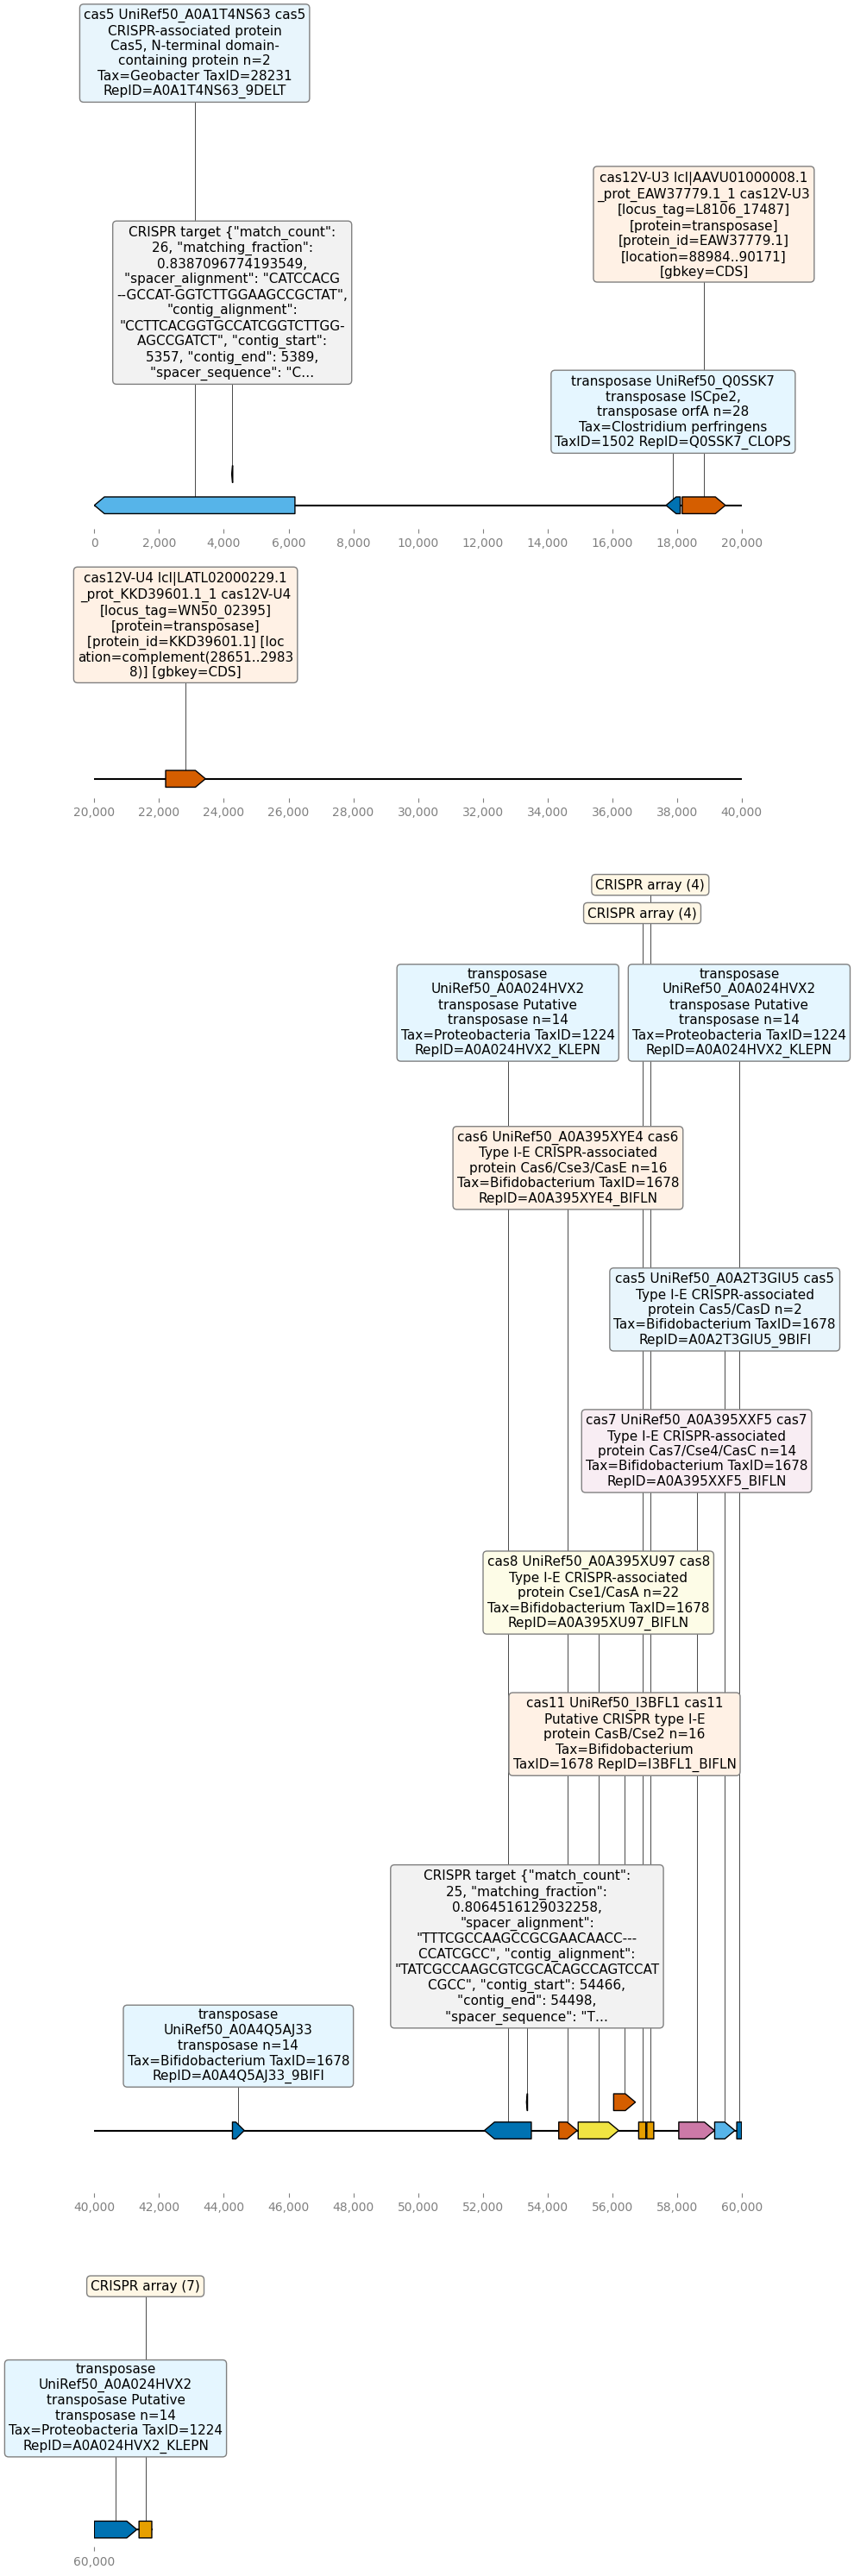 cas5 UniRef50_A0A1T4NS63 cas5
CRISPR-associated protein
Cas5, N-terminal domain-
containing protein n=2
Tax=Geobacter TaxID=28231
RepID=A0A1T4NS63_9DELT
cas12V-U3 lcl|AAVU01000008.1
_prot_EAW37779.1_1 cas12V-U3
[locus_tag=L8106_17487]
[protein=transposase]
[protein_id=EAW37779.1]
[location=88984..90171]
[gbkey=CDS]
CRISPR target {"match_count":
26, "matching_fraction":
0.8387096774193549,
"spacer_alignment": "CATCCACG
--GCCAT-GGTCTTGGAAGCCGCTAT",
"contig_alignment":
"CCTTCACGGTGCCATCGGTCTTGG-
AGCCGATCT", "contig_start":
5357, "contig_end": 5389,
"spacer_sequence": "C...
transposase UniRef50_Q0SSK7
transposase ISCpe2,
transposase orfA n=28
Tax=Clostridium perfringens
TaxID=1502 RepID=Q0SSK7_CLOPS
0 2,000 4,000 6,000 8,000 10,000 12,000 14,000 16,000 18,000 20,000
cas12V-U4 lcl|LATL02000229.1
_prot_KKD39601.1_1 cas12V-U4
[locus_tag=WN50_02395]
[protein=transposase]
[protein_id=KKD39601.1] [loc
ation=complement(28651..2983
8)] [gbkey=CDS]
20,000 22,000 24,000 26,000 28,000 30,000 32,000 34,000 36,000 38,000 40,000
CRISPR array (4)
CRISPR array (4)
transposase
UniRef50_A0A024HVX2
transposase Putative
transposase n=14
Tax=Proteobacteria TaxID=1224
RepID=A0A024HVX2_KLEPN
transposase
UniRef50_A0A024HVX2
transposase Putative
transposase n=14
Tax=Proteobacteria TaxID=1224
RepID=A0A024HVX2_KLEPN
cas6 UniRef50_A0A395XYE4 cas6
Type I-E CRISPR-associated
protein Cas6/Cse3/CasE n=16
Tax=Bifidobacterium TaxID=1678
RepID=A0A395XYE4_BIFLN
cas5 UniRef50_A0A2T3GIU5 cas5
Type I-E CRISPR-associated
protein Cas5/CasD n=2
Tax=Bifidobacterium TaxID=1678
RepID=A0A2T3GIU5_9BIFI
cas7 UniRef50_A0A395XXF5 cas7
Type I-E CRISPR-associated
protein Cas7/Cse4/CasC n=14
Tax=Bifidobacterium TaxID=1678
RepID=A0A395XXF5_BIFLN
cas8 UniRef50_A0A395XU97 cas8
Type I-E CRISPR-associated
protein Cse1/CasA n=22
Tax=Bifidobacterium TaxID=1678
RepID=A0A395XU97_BIFLN
cas11 UniRef50_I3BFL1 cas11
Putative CRISPR type I-E
protein CasB/Cse2 n=16
Tax=Bifidobacterium
TaxID=1678 RepID=I3BFL1_BIFLN
CRISPR target {"match_count":
25, "matching_fraction":
0.8064516129032258,
"spacer_alignment":
"TTTCGCCAAGCCGCGAACAACC---
CCATCGCC", "contig_alignment":
"TATCGCCAAGCGTCGCACAGCCAGTCCAT
CGCC", "contig_start": 54466,
"contig_end": 54498,
"spacer_sequence": "T...
transposase
UniRef50_A0A4Q5AJ33
transposase n=14
Tax=Bifidobacterium TaxID=1678
RepID=A0A4Q5AJ33_9BIFI
40,000 42,000 44,000 46,000 48,000 50,000 52,000 54,000 56,000 58,000 60,000
CRISPR array (7)
transposase
UniRef50_A0A024HVX2
transposase Putative
transposase n=14
Tax=Proteobacteria TaxID=1224
RepID=A0A024HVX2_KLEPN
60,000